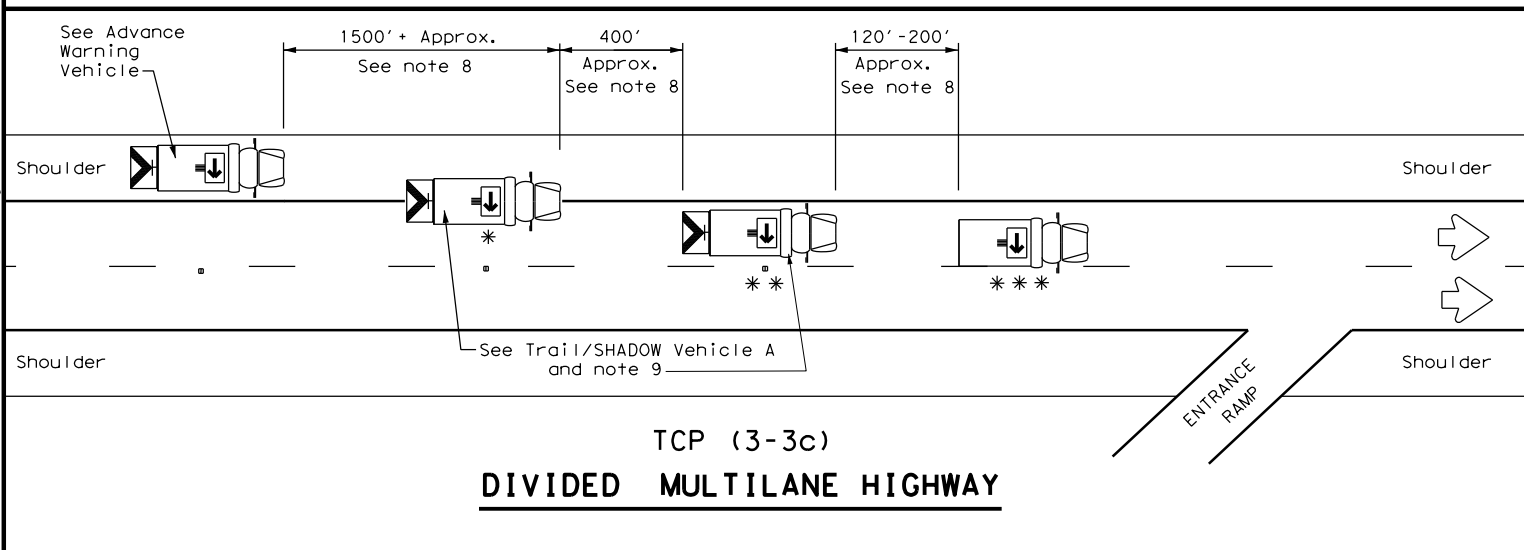 See Advance
Warning
Vehicle
1500'+ Approx.
See note 8
400'
Approx.
See note 8
120'-200'
Approx.
See note 8
Shoulder
Shoulder
*
* *
* * *
See Trail/SHADOW Vehicle A
and note 9
Shoulder
Shoulder
ENTRANCE
RAMP
TCP (3-3c)
DIVIDED MULTILANE HIGHWAY